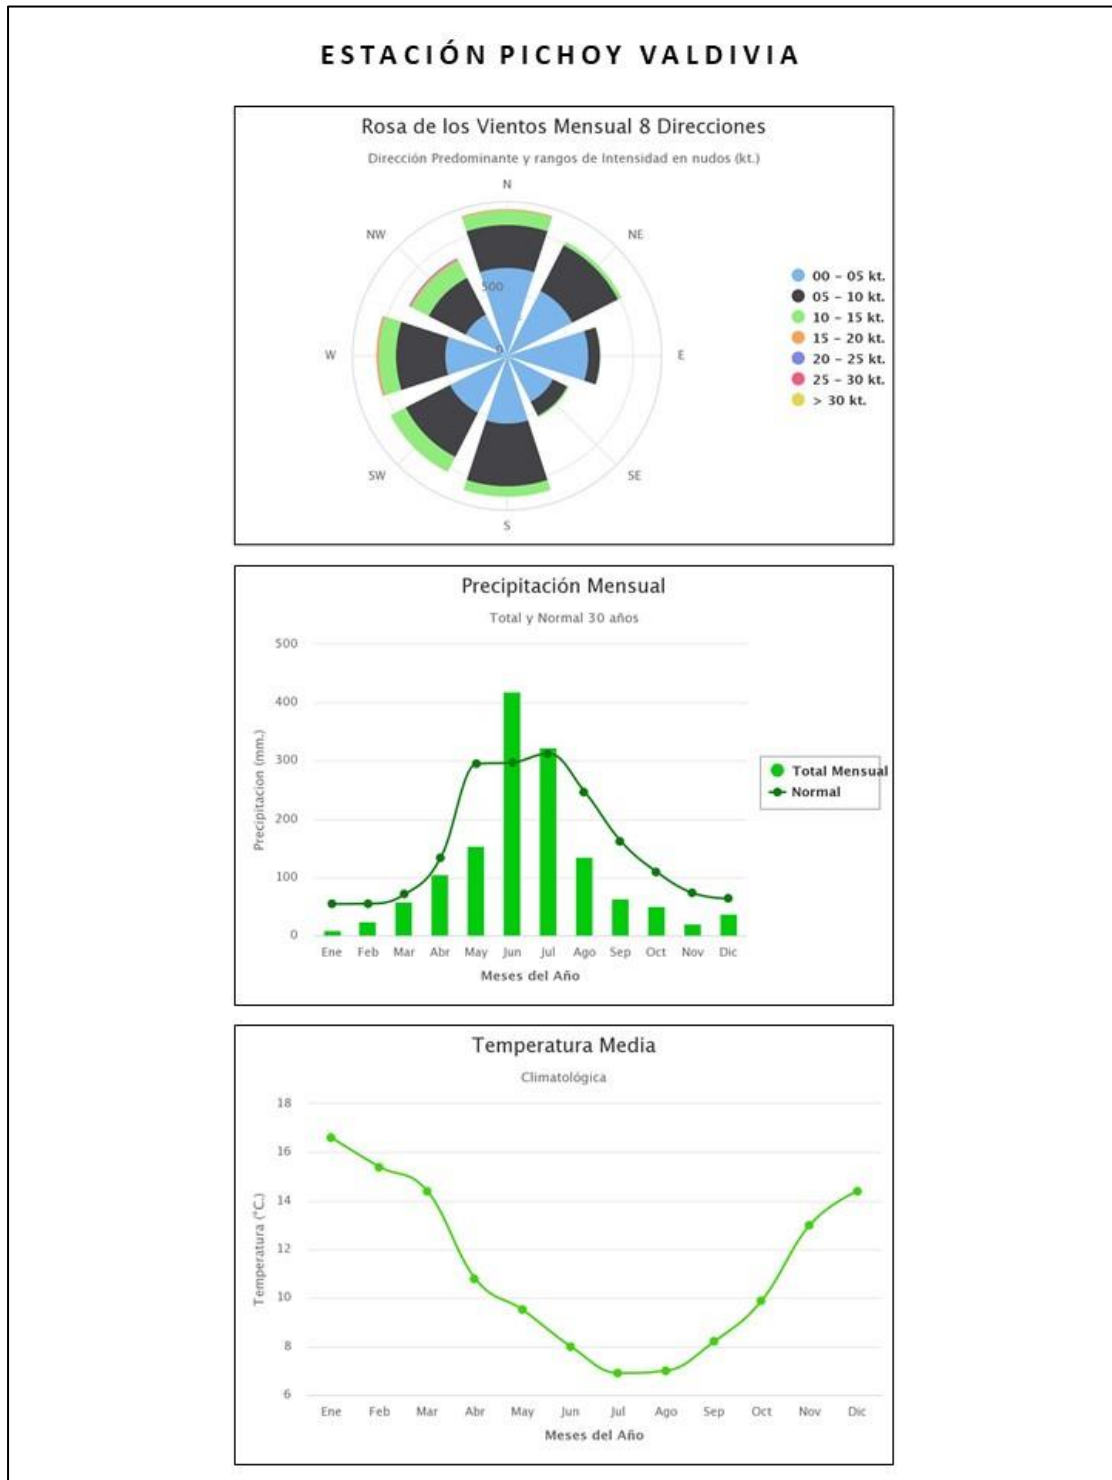 ESTACIÓN PICHOY VALDIVIA
Rosa de los Vientos Mensual 8 Direcciones
Dirección Predominante y rangos de Intensidad en nudos (kt.)
N
NW
NE
500
0
W
E
SW
SE
S
00 – 05 kt.
05 – 10 kt.
10 – 15 kt.
15 – 20 kt.
20 – 25 kt.
25 – 30 kt.
> 30 kt.
Precipitación Mensual
Total y Normal 30 años
Precipitacion (mm.)
500
400
300
200
100
0
Ene Feb Mar Abr May Jun Jul Ago Sep Oct Nov Dic
Meses del Año
Total Mensual
Normal
Temperatura Media
Climatológica
Temperatura (°C.)
18
16
14
12
10
8
6
Ene Feb Mar Abr May Jun Jul Ago Sep Oct Nov Dic
Meses del Año